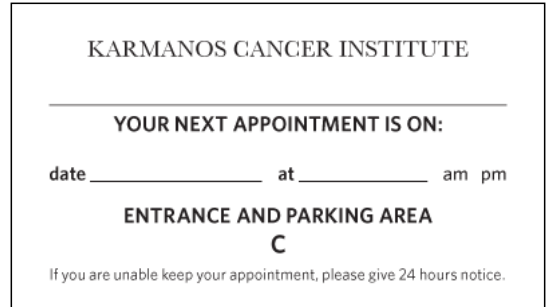 KARMANOS CANCER INSTITUTE
YOUR NEXT APPOINTMENT IS ON:
date at am pm
ENTRANCE AND PARKING AREA
C
If you are unable keep your appointment, please give 24 hours notice.